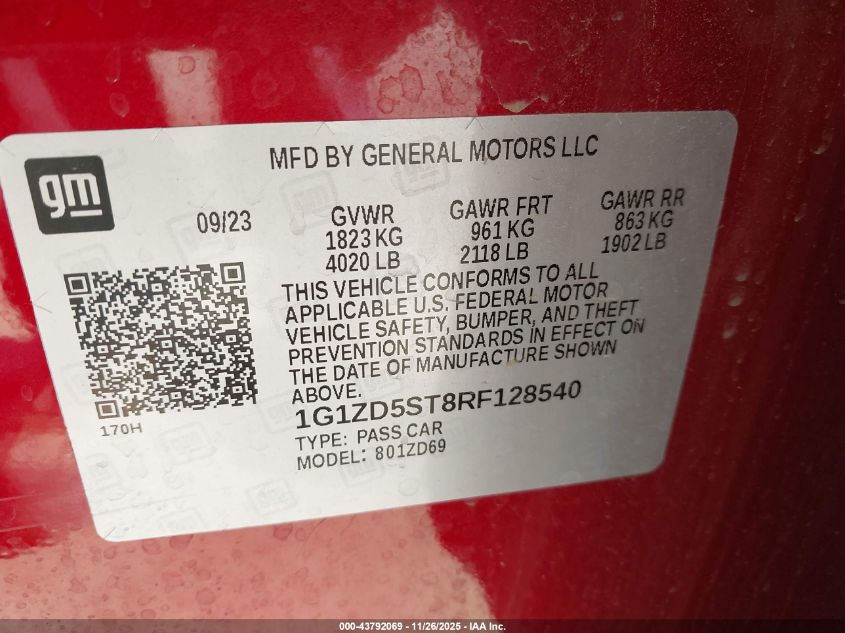 MFD BY GENERAL MOTORS LLC
gm
09/23
GVWR
1823 KG
4020 LB
GAWR FRT
961 KG
2118 LB
GAWR RR
863 KG
1902 LB
THIS VEHICLE CONFORMS TO ALL
APPLICABLE U.S. FEDERAL MOTOR
VEHICLE SAFETY, BUMPER, AND THEFT
PREVENTION STANDARDS IN EFFECT ON
THE DATE OF MANUFACTURE SHOWN
ABOVE.
170H
1G1ZD5ST8RF128540
TYPE: PASS CAR
MODEL: 801ZD69
000-43792069 - 11/26/2025 - IAA Inc.